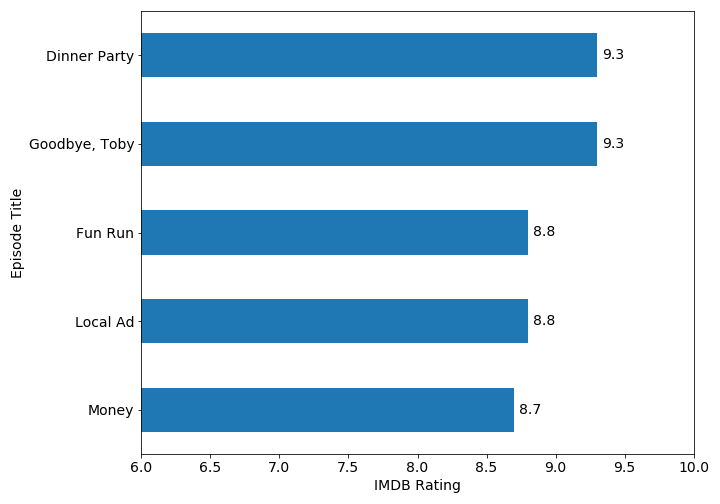 Dinner Party
9.3
Goodbye, Toby
9.3
Fun Run
8.8
Local Ad
8.8
Money
8.7
Episode Title
6.0 6.5 7.0 7.5 8.0 8.5 9.0 9.5 10.0
IMDB Rating